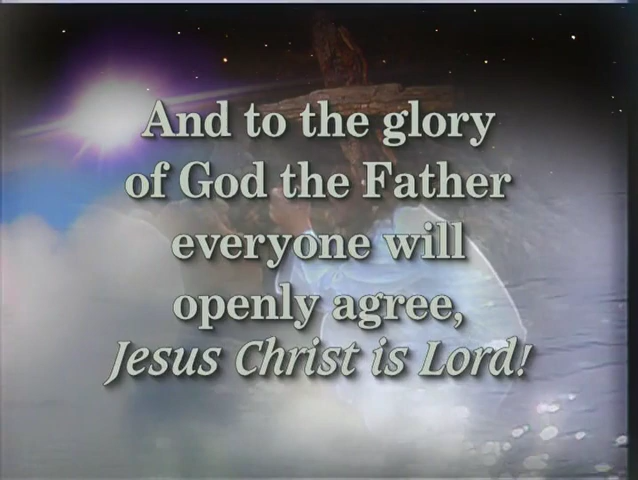 And to the glory
of God the Father
everyone will
openly agree,
Jesus Christ is Lord!